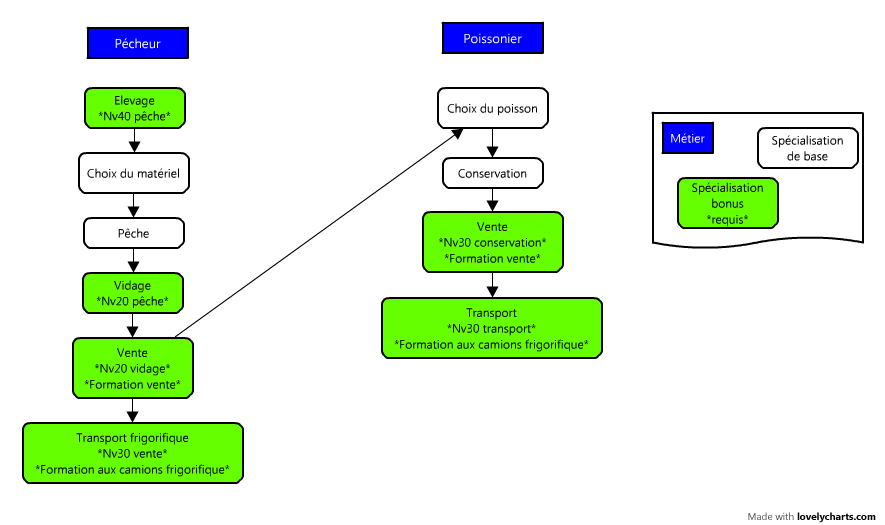 Pécheur
Elevage
*Nv40 pêche*
Choix du matériel
Pêche
Vidage
*Nv20 pêche*
Vente
*Nv20 vidage*
*Formation vente*
Transport frigorifique
*Nv30 vente*
*Formation aux camions frigorifique*
Poissonier
Choix du poisson
Conservation
Vente
*Nv30 conservation*
*Formation vente*
Transport
*Nv30 transport*
*Formation aux camions frigorifique*
Métier
Spécialisation
de base
Spécialisation
bonus
*requis*
Made with lovelycharts.com